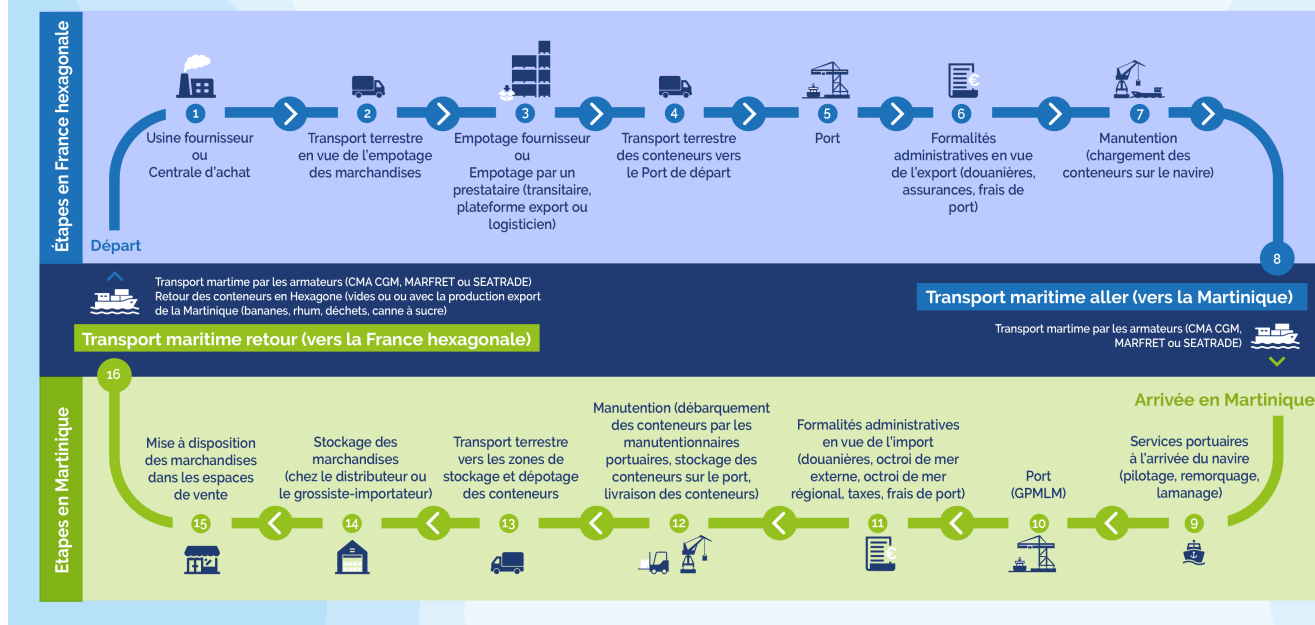 Étapes en France hexagonale
1
Usine fournisseur
ou
Centrale d'achat
2
Transport terrestre
en vue de l'empotage
des marchandises
3
Empotage fournisseur
ou
Empotage par un
prestataire (transitaire,
plateforme export ou
logisticien)
4
Transport terrestre
des conteneurs vers
le Port de départ
5
Port
6
Formalités
administratives en vue
de l'export (douanières,
assurances, frais de
port)
7
Manutention
(chargement des
conteneurs sur le navire)
Départ
8
Transport maritime aller (vers la Martinique)
Transport martime par les armateurs (CMA CGM,
MARFRET ou SEATRADE)
Transport martime par les armateurs (CMA CGM, MARFRET ou SEATRADE)
Retour des conteneurs en Hexagone (vides ou ou avec la production export
de la Martinique (bananes, rhum, déchets, canne à sucre)
Transport maritime retour (vers la France hexagonale)
16
Etapes en Martinique
Arrivée en Martinique
Services portuaires
à l'arrivée du navire
(pilotage, remorquage,
lamanage)
9
Port
(GPMLM)
10
Formalités administratives
en vue de l'import
(douanières, octroi de mer
externe, octroi de mer
régional, taxes, frais de port)
11
Manutention (débarquement
des conteneurs par les
manutentionnaires
portuaires, stockage des
conteneurs sur le port,
livraison des conteneurs)
12
Transport terrestre
vers les zones de
stockage et dépotage
des conteneurs
13
Stockage des
marchandises
(chez le distributeur ou
le grossiste-importateur)
14
Mise à disposition
des marchandises
dans les espaces
de vente
15